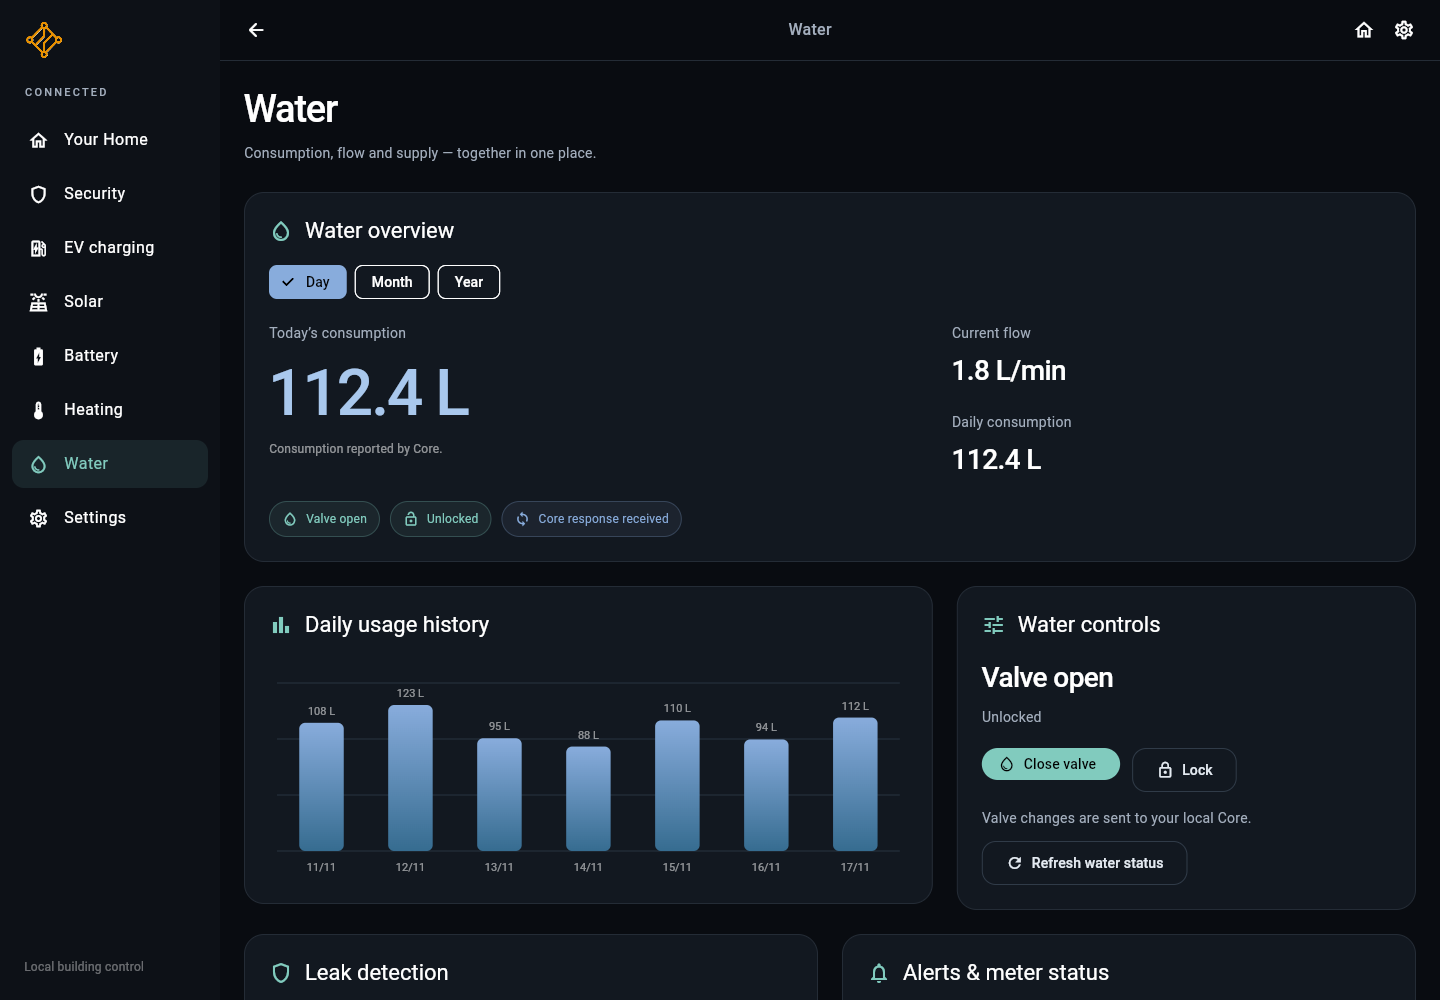 Water
CONNECTED
Your Home
Security
EV charging
Solar
Battery
Heating
Water
Settings
Local building control
Water
Consumption, flow and supply — together in one place.
Water overview
Day
Month
Year
Today’s consumption
112.4 L
Consumption reported by Core.
Current flow
1.8 L/min
Daily consumption
112.4 L
Valve open
Unlocked
Core response received
Daily usage history
108 L
123 L
95 L
88 L
110 L
94 L
112 L
11/11
12/11
13/11
14/11
15/11
16/11
17/11
Water controls
Valve open
Unlocked
Close valve
Lock
Valve changes are sent to your local Core.
Refresh water status
Leak detection
Alerts & meter status